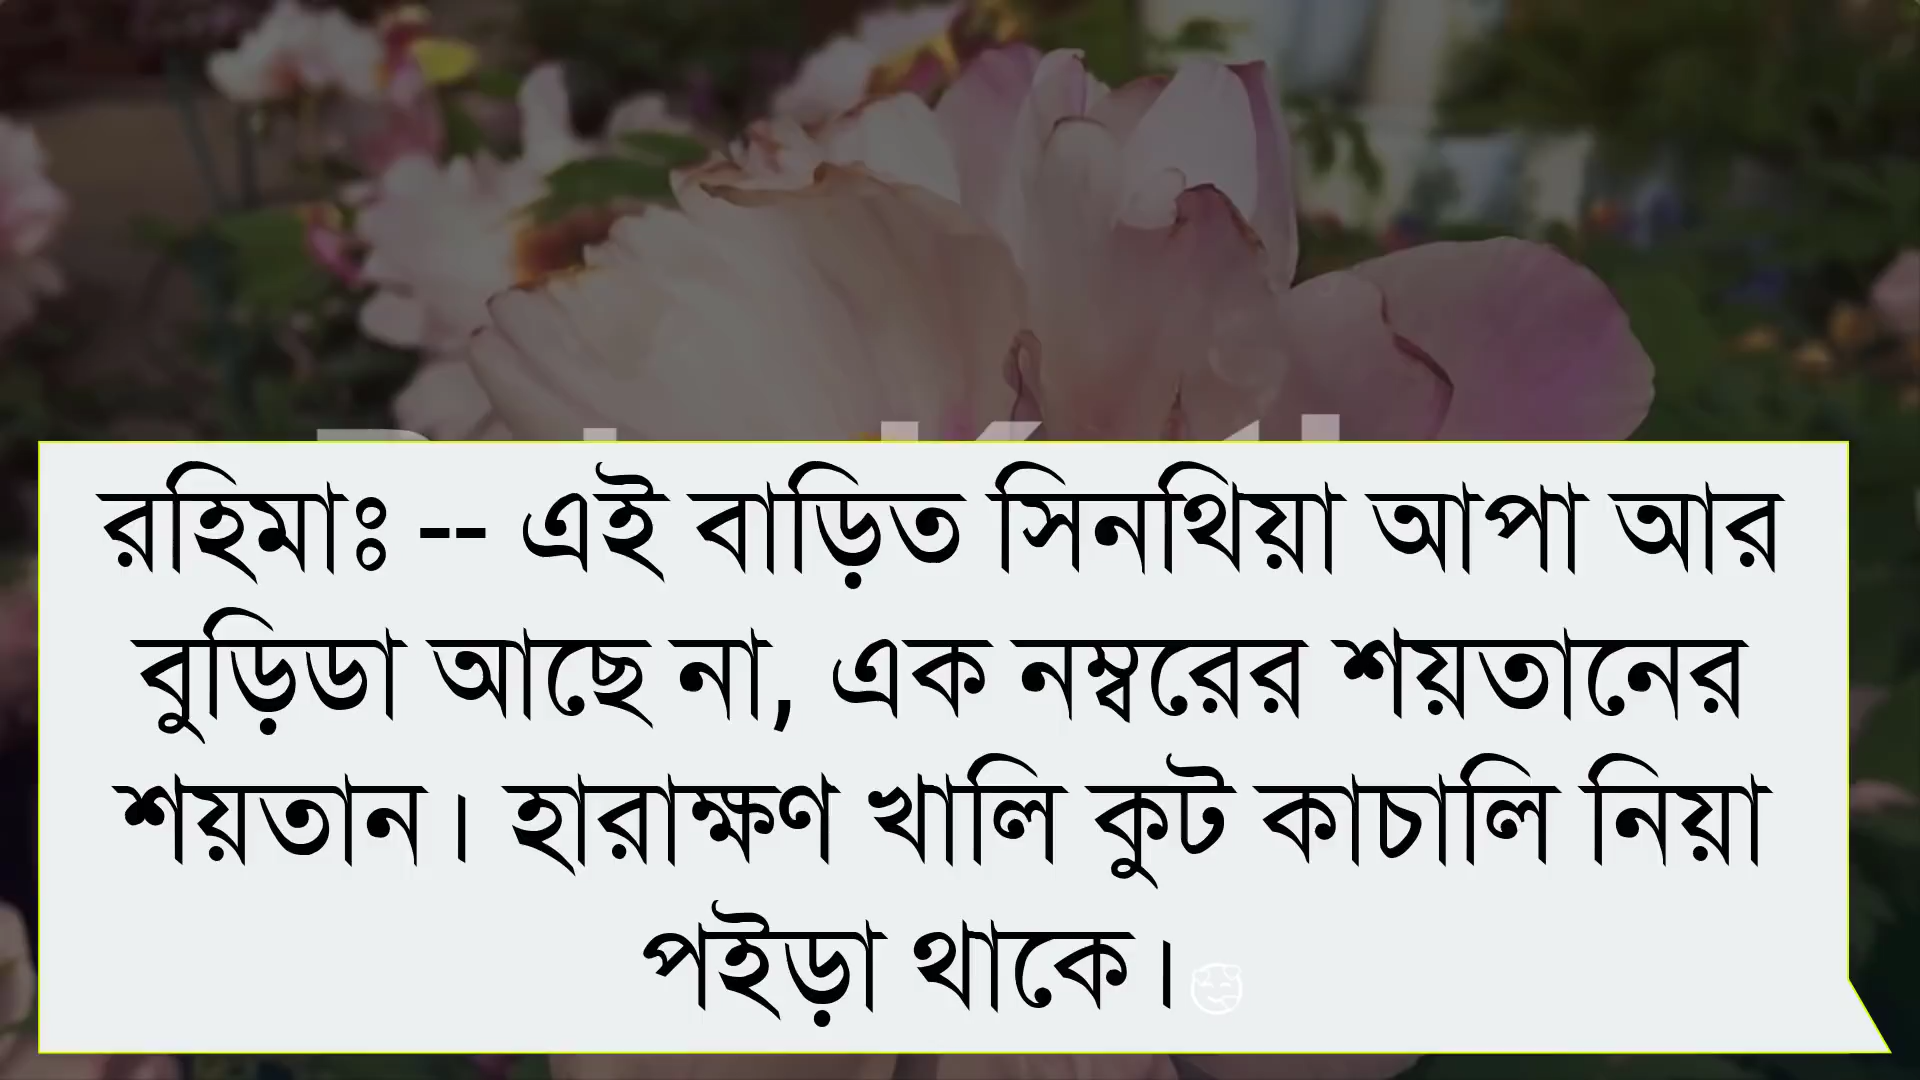 রহিমাঃ -- এই বাড়িত সিনথিয়া আপা আর
বুড়িডা আছে না, এক নম্বরের শয়তানের
শয়তান। হারাক্ষণ খালি কুট কাচালি নিয়া
পইড়া থাকে।